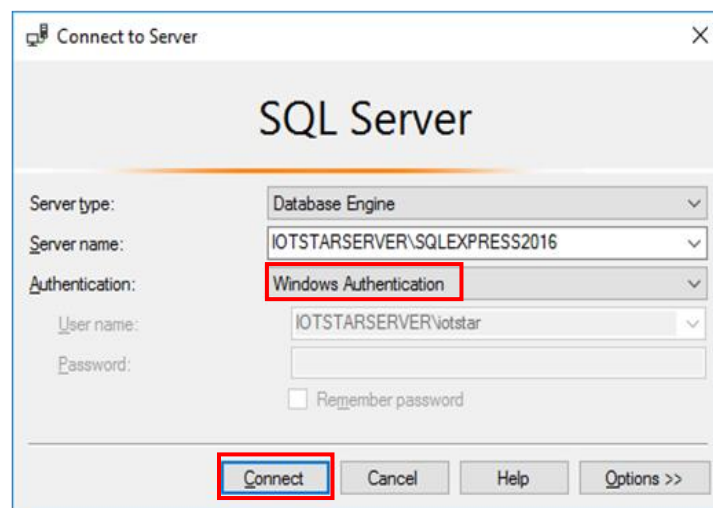 Connect to Server
SQL Server
Server type:
Database Engine
Server name:
IOTSTARSERVER\SQLEXPRESS2016
Authentication:
Windows Authentication
User name:
IOTSTARSERVER\iotstar
Password:
Remember password
Connect
Cancel
Help
Options >>